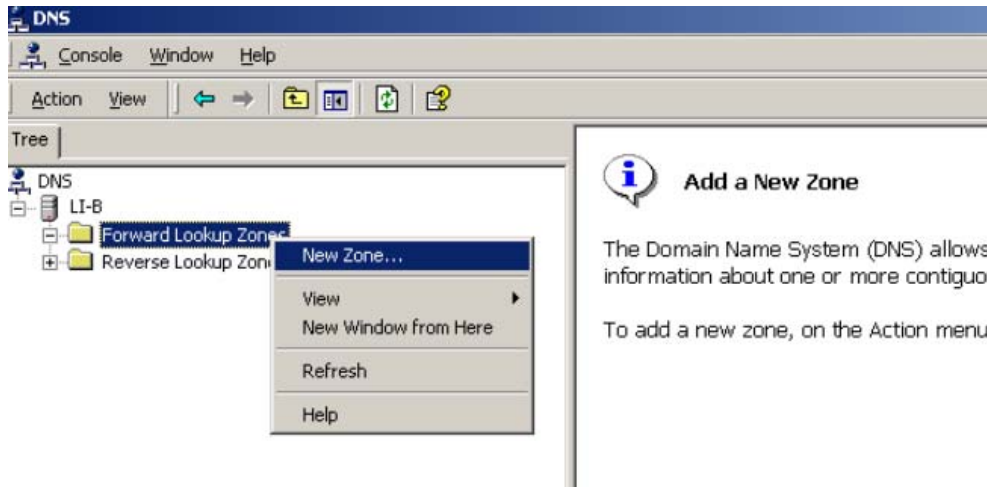 DNS
Console Window Help
Action View
Tree
DNS
LI-B
Forward Lookup Zones
Reverse Lookup Zon
New Zone...
View
New Window from Here
Refresh
Help
Add a New Zone
The Domain Name System (DNS) allows
information about one or more contiguo
To add a new zone, on the Action menu